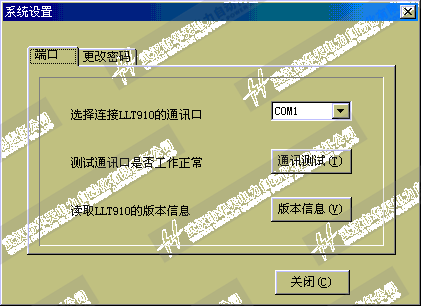 系统设置
端口 更改密码
选择连接LLT910的通讯口 COM1
测试通讯口是否工作正常 通讯测试(T)
读取LLT910的版本信息 版本信息(V)
关闭(C)